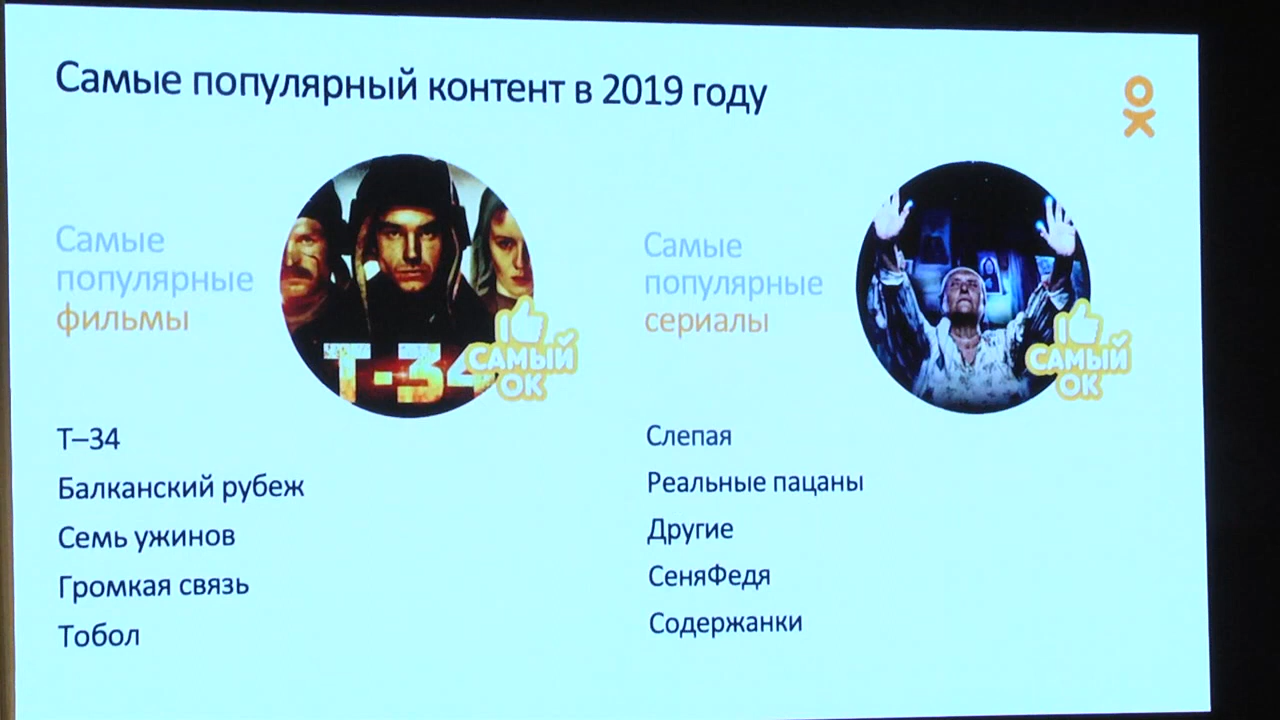 Самые популярный контент в 2019 году
Самые
популярные
фильмы
Т-34
САМЫЙ
ОК
Т–34
Балканский рубеж
Семь ужинов
Громкая связь
Тобол
Самые
популярные
сериалы
САМЫЙ
ОК
Слепая
Реальные пацаны
Другие
СеняФедя
Содержанки